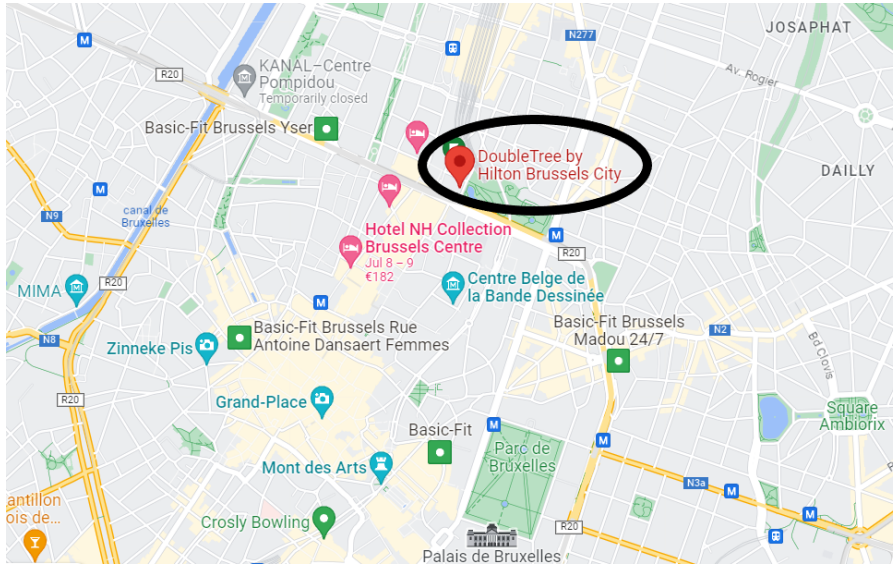 JOSAPHAT
N277
M
M
R20
KANAL–Centre
Pompidou
Temporarily closed
Av. Rogier
Basic-Fit Brussels Yser
DoubleTree by
Hilton Brussels City
DAILLY
M
canal de
Bruxelles
N9
Hotel NH Collection
Brussels Centre
Jul 8 – 9
€182
M
R20
R20
MIMA
Centre Belge de
la Bande Dessinée
M
Basic-Fit Brussels
Madou 24/7
N2
Basic-Fit Brussels Rue
Antoine Dansaert Femmes
N8
Zinneke Pis
Bd Clovis
R20
Grand-Place
Square
Ambiorix
Basic-Fit
M
M
Parc de
Bruxelles
Mont des Arts
N3a
M
M
antillon
ois de...
Crosly Bowling
M
R20
M
Palais de Bruxelles